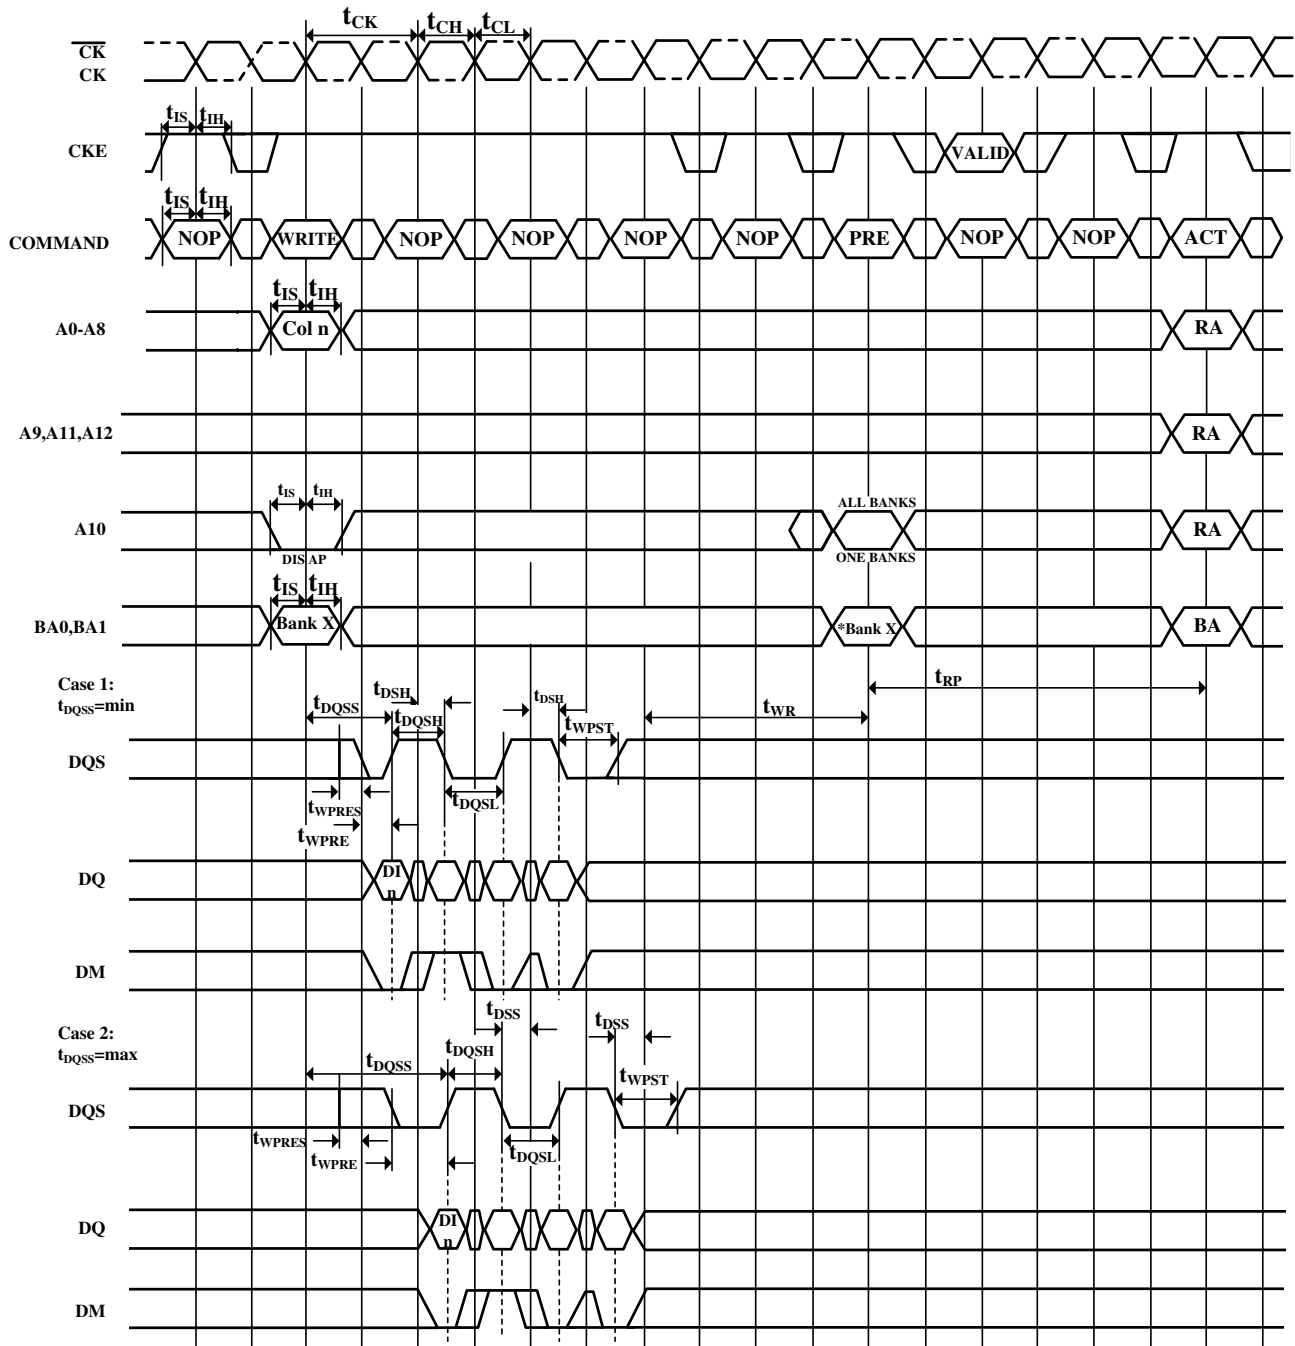 tCK tCH tCL
CK
CK
tIS tIH
CKE VALID
tIS tIH
COMMAND NOP WRITE NOP NOP NOP NOP PRE NOP NOP ACT
tIS tIH
A0-A8 Col n RA
A9,A11,A12 RA
tIS tIH ALL BANKS
A10 RA
DIS AP ONE BANKS
tIS tIH
BA0,BA1 Bank X *Bank X BA
Case 1:
tDQSS=min
tDQSS tDSH tDQSH tDSH tWPST tWR tRP
DQS
tWPRES tDQSL
tWPRE
DQ DI
n
DM
Case 2:
tDQSS=max
tDSS tDSS
tDQSS tDQSH tWPST
DQS
tWPRES tWPRE tDQSL
DQ DI
n
DM